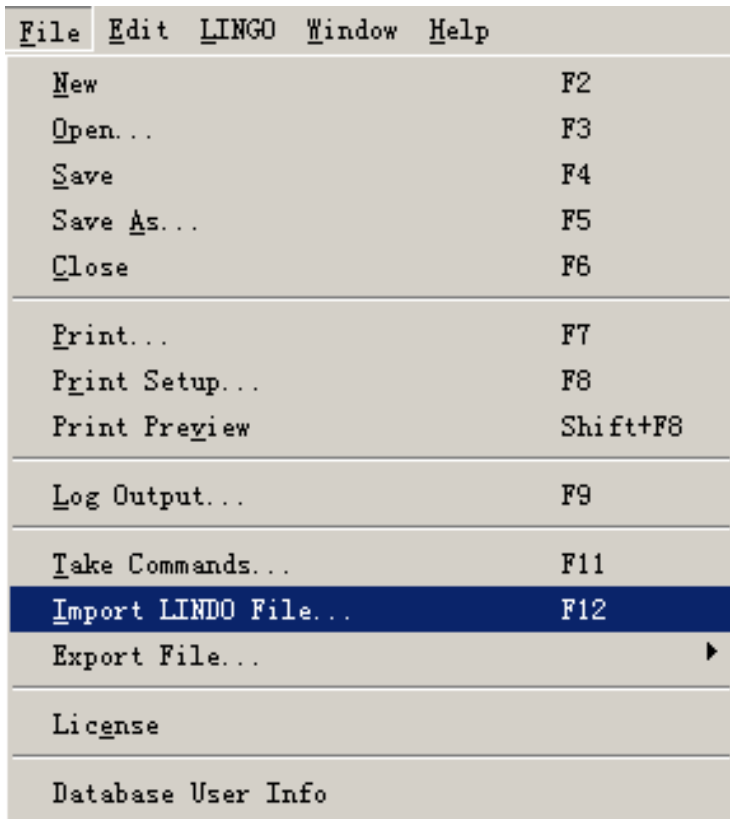 File Edit LINGO Window Help
New F2
Open... F3
Save F4
Save As... F5
Close F6
Print... F7
Print Setup... F8
Print Preview Shift+F8
Log Output... F9
Take Commands... F11
Import LINDO File... F12
Export File...
License
Database User Info